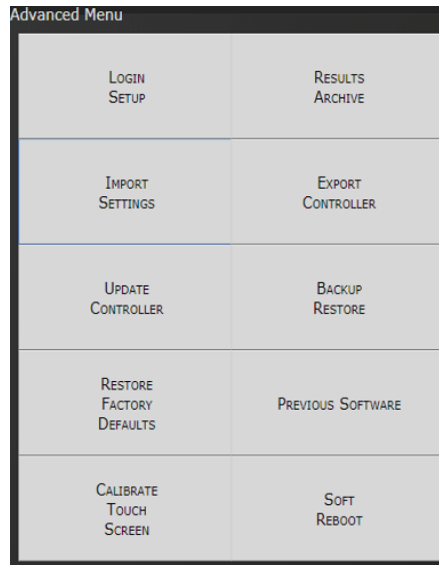 Advanced Menu
LOGIN
SETUP
RESULTS
ARCHIVE
IMPORT
SETTINGS
EXPORT
CONTROLLER
UPDATE
CONTROLLER
BACKUP
RESTORE
RESTORE
FACTORY
DEFAULTS
PREVIOUS SOFTWARE
CALIBRATE
TOUCH
SCREEN
SOFT
REBOOT